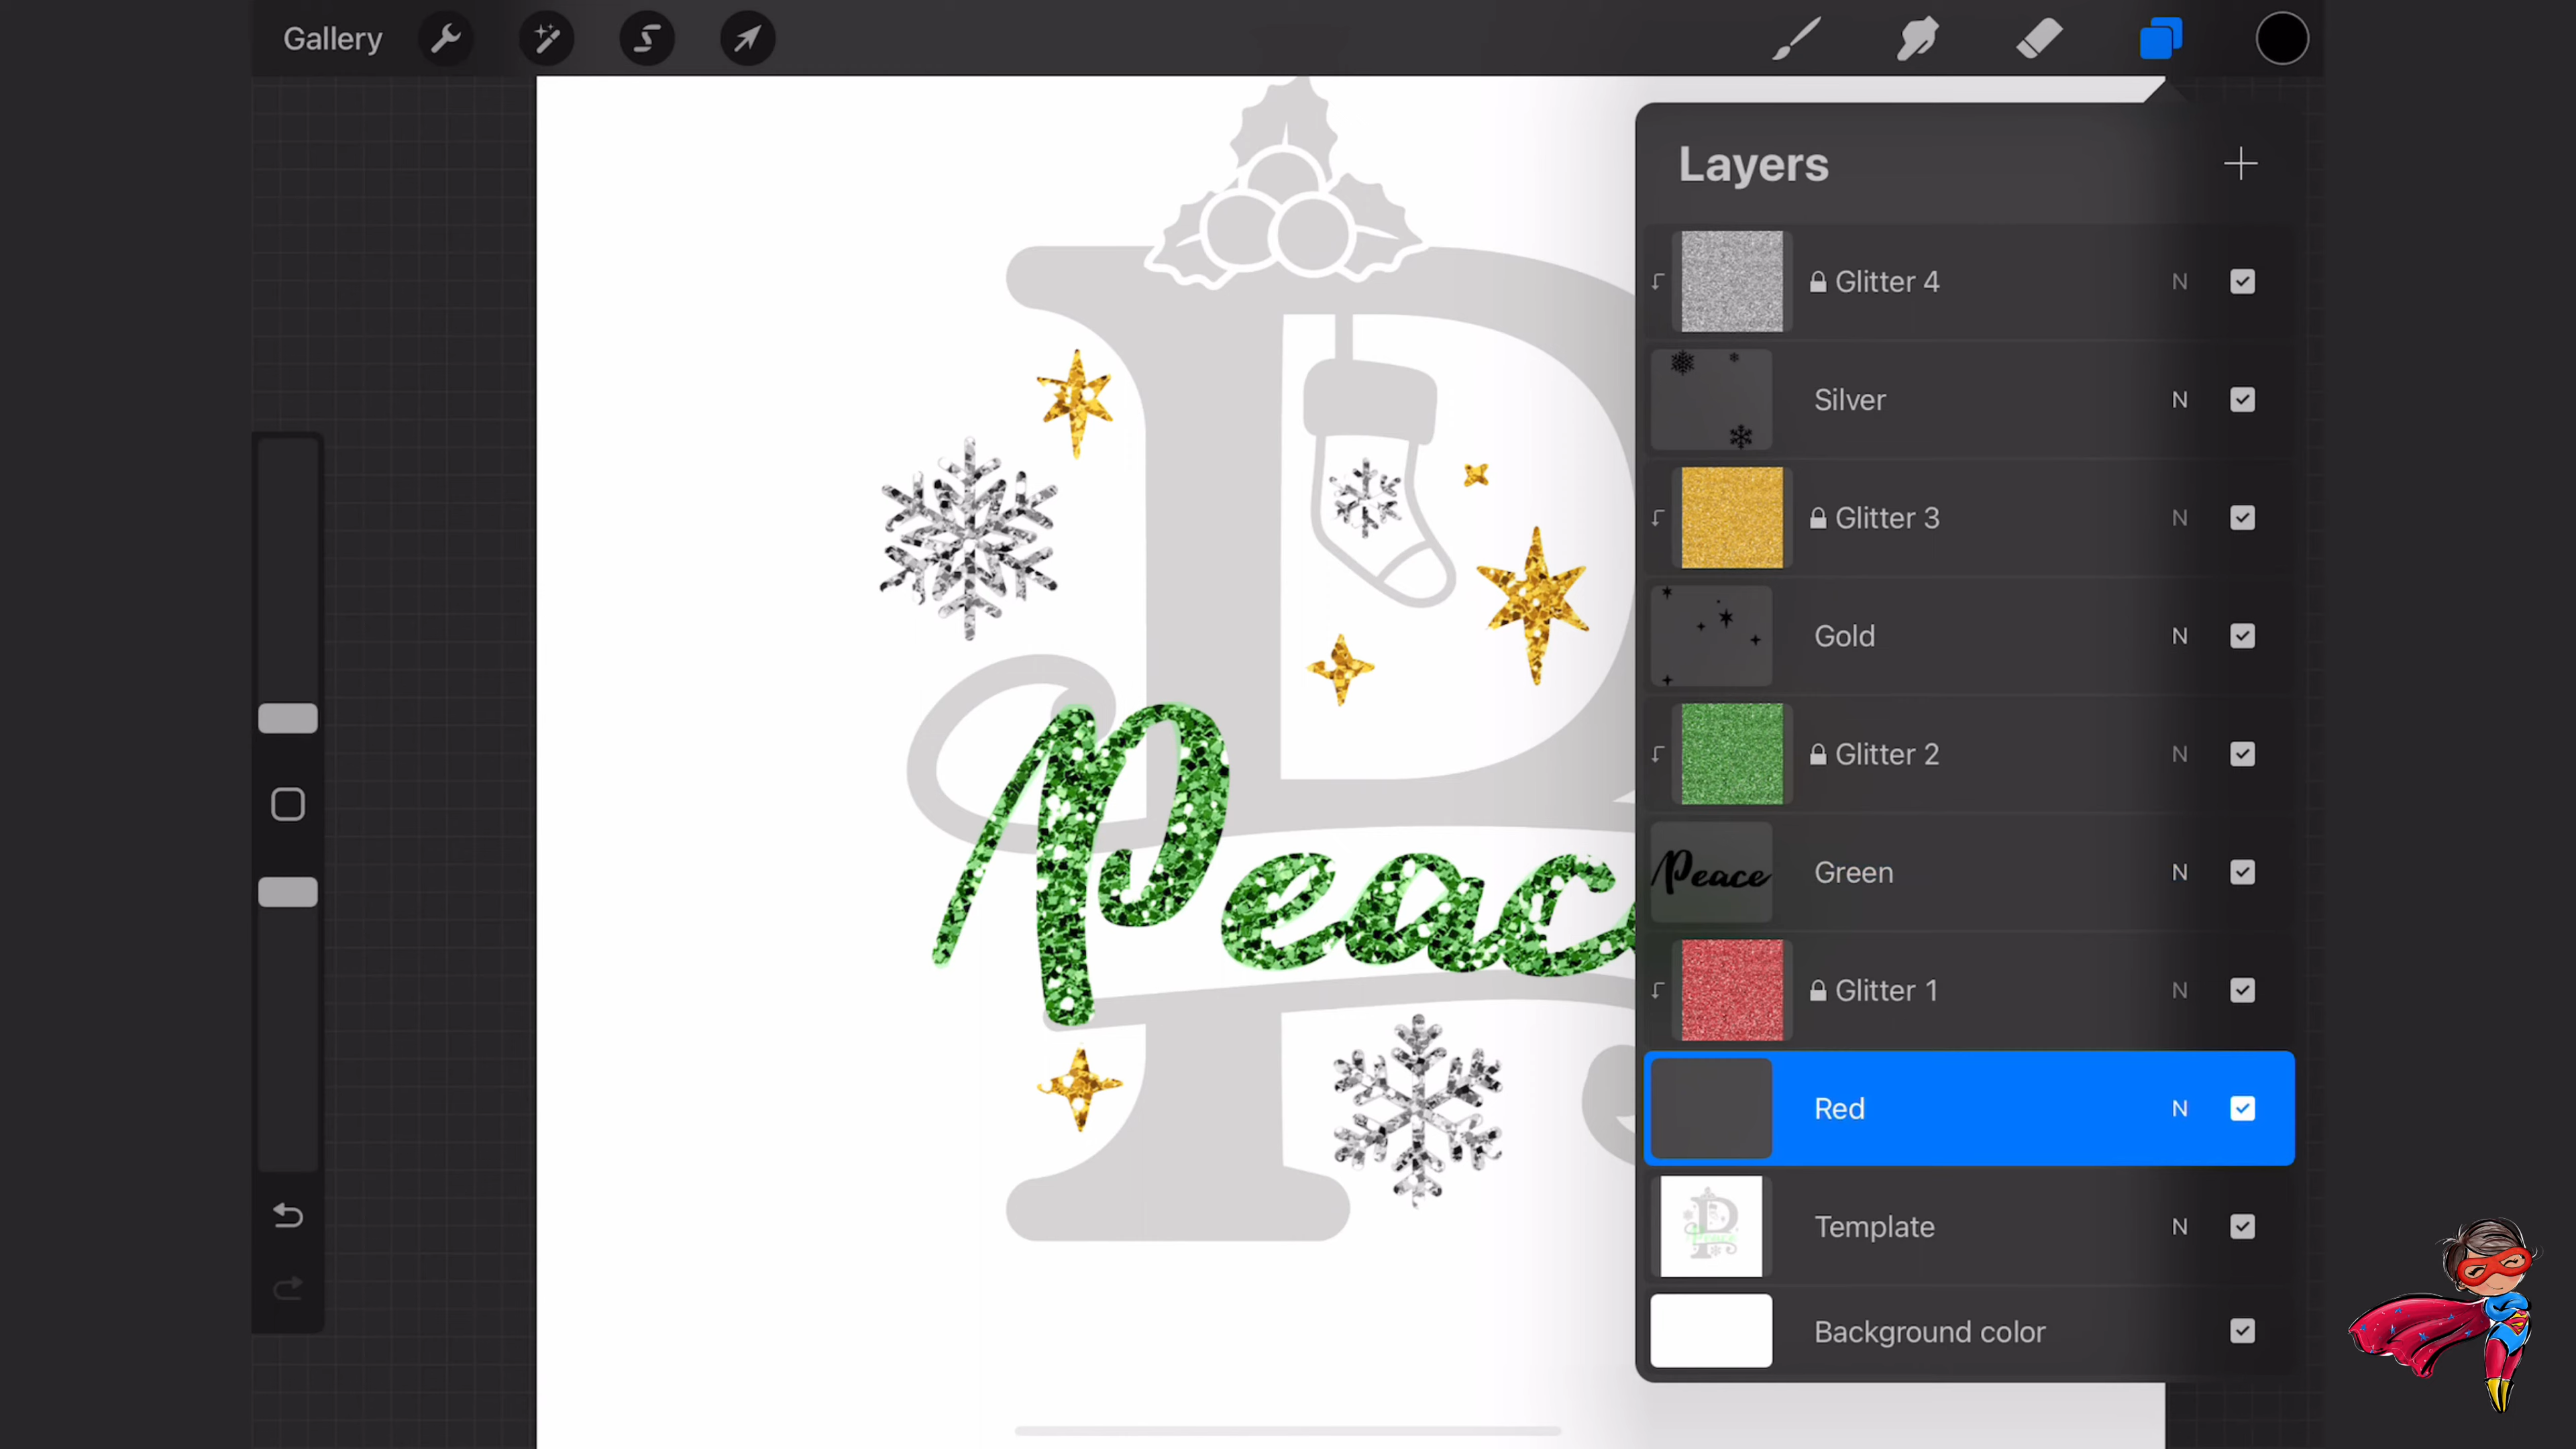 Gallery
Layers
Glitter 4 N
Silver N
Glitter 3 N
Gold N
Glitter 2 N
Peace Green N
Glitter 1 N
Red N
Template N
Background color
P
Peac